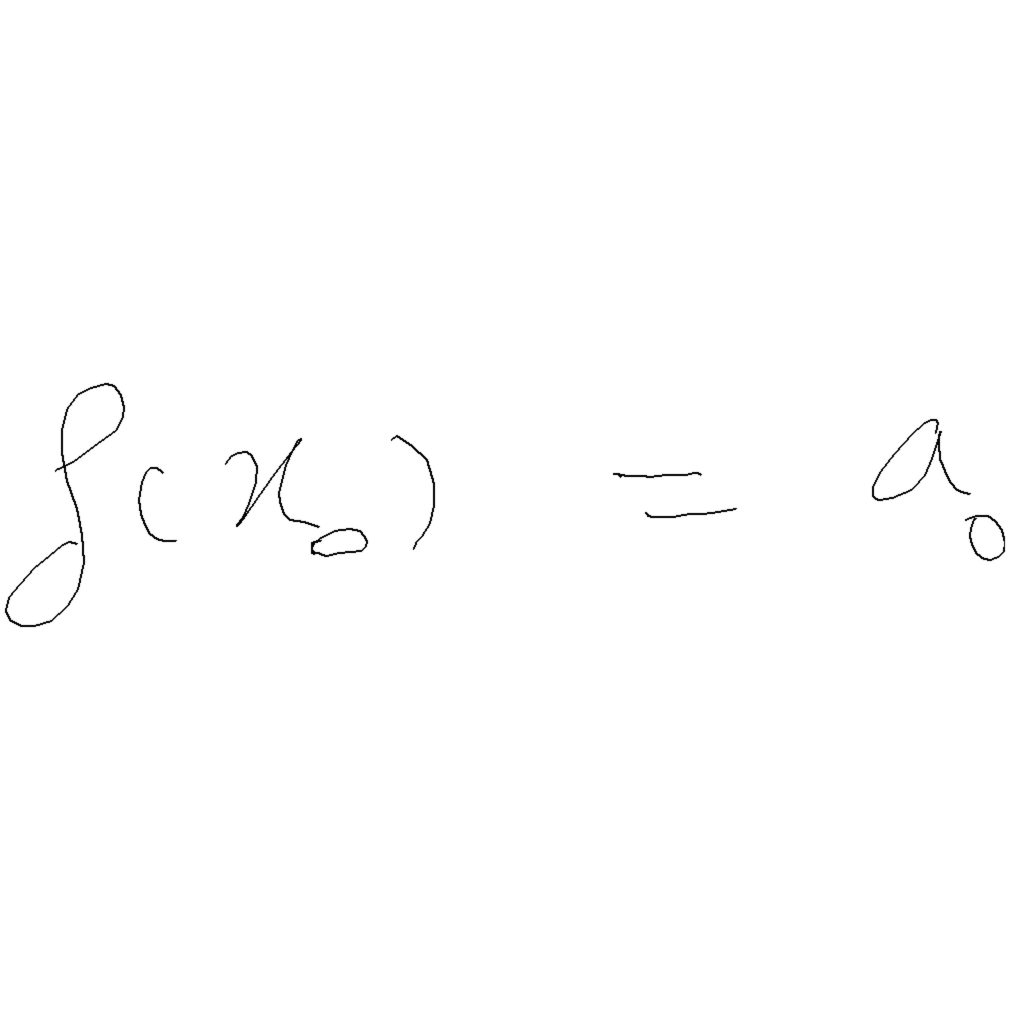 f(x₀) = a₀